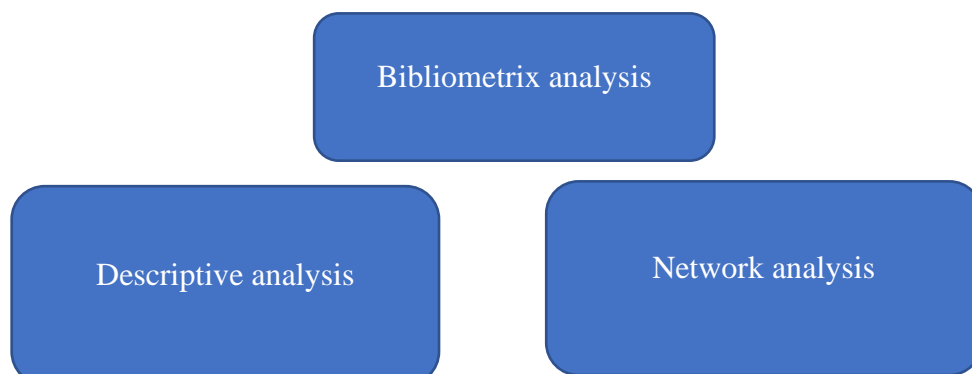 Bibliometrix analysis
Descriptive analysis
Network analysis